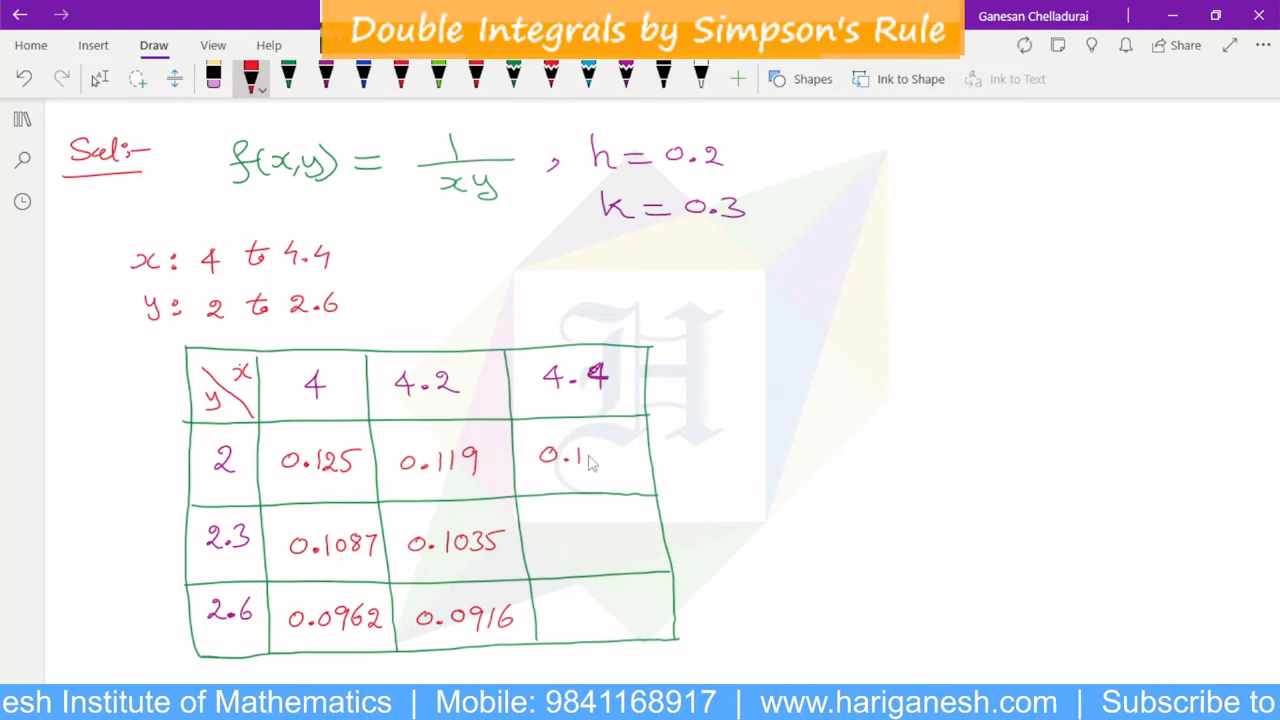 Double Integrals by Simpson's Rule
Ganesan Chelladurai
Home Insert Draw View Help
Share
Shapes Ink to Shape Ink to Text
Sol:-
f(x,y) = 1/xy , h = 0.2
k = 0.3
x : 4 to 4.4
y : 2 to 2.6
x
y
4 4.2 4.4
2 0.125 0.119 0.1
2.3 0.1087 0.1035
2.6 0.0962 0.0916
H
esh Institute of Mathematics | Mobile: 9841168917 | www.hariganesh.com | Subscribe to